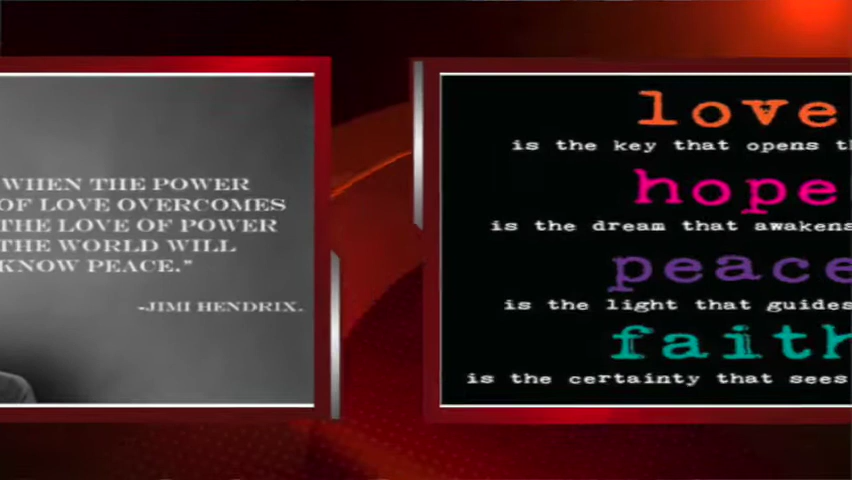 WHEN THE POWER
OF LOVE OVERCOMES
THE LOVE OF POWER
THE WORLD WILL
KNOW PEACE."
-JIMI HENDRIX.
love
is the key that opens
hope
is the dream that awakens
peace
is the light that guides
faith
is the certainty that sees